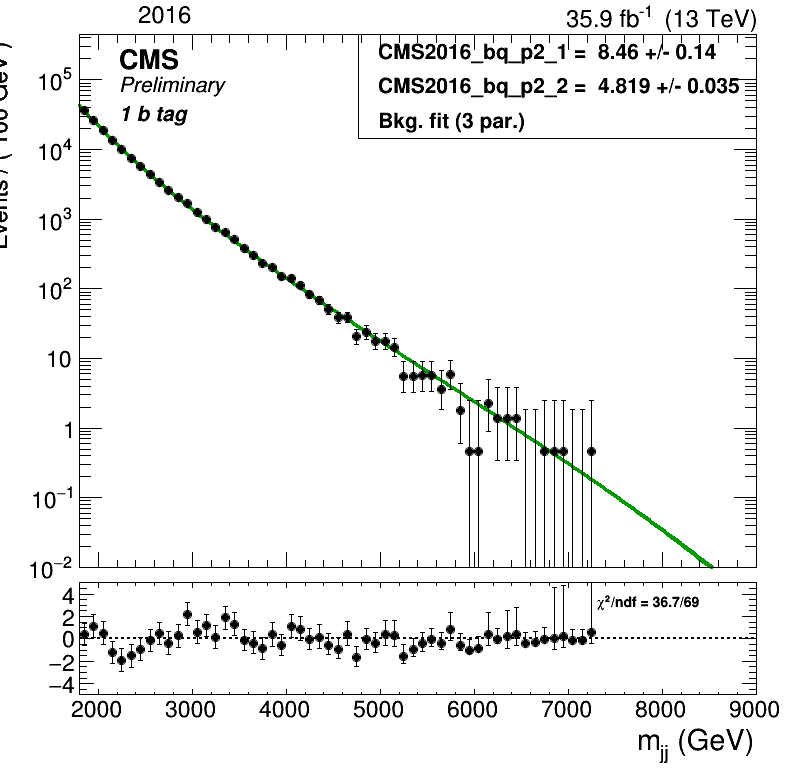 2016
35.9 fb⁻¹ (13 TeV)
CMS
Preliminary
1 b tag
CMS2016_bq_p2_1 = 8.46 +/- 0.14
CMS2016_bq_p2_2 = 4.819 +/- 0.035
Bkg. fit (3 par.)
10⁵
10⁴
10³
10²
10
1
10⁻¹
10⁻²
χ²/ndf = 36.7/69
4
2
0
−2
−4
2000 3000 4000 5000 6000 7000 8000 9000
mjj (GeV)